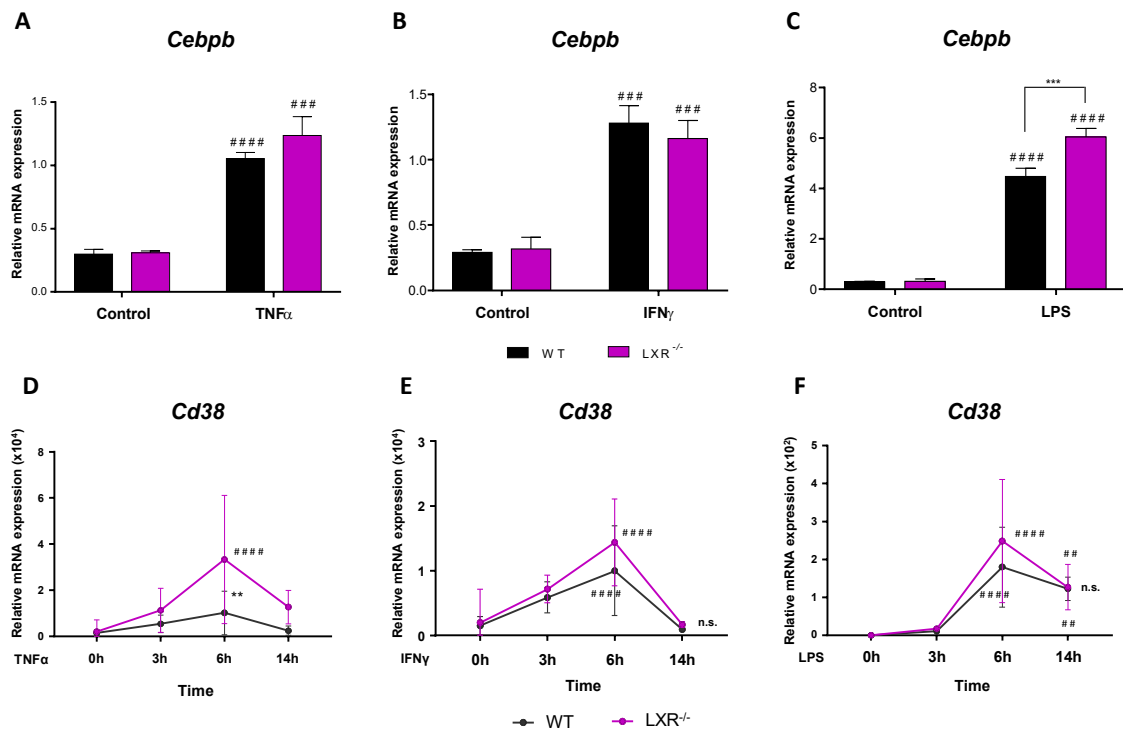 A
Cebpb
Relative mRNA expression
1.5
1.0
0.5
0.0
####
###
Control
TNFα
B
Cebpb
Relative mRNA expression
1.5
1.0
0.5
0.0
###
###
Control
IFNγ
C
Cebpb
Relative mRNA expression
8
6
4
2
0
***
####
####
Control
LPS
WT
LXR-/-
D
Cd38
Relative mRNA expression (x10⁴)
8
6
4
2
0
####
**
TNFα
0h
3h
6h
14h
Time
E
Cd38
Relative mRNA expression (x10⁴)
3
2
1
0
####
####
n.s.
IFNγ
0h
3h
6h
14h
Time
F
Cd38
Relative mRNA expression (x10²)
5
4
3
2
1
0
####
##
n.s.
####
##
LPS
0h
3h
6h
14h
Time
WT
LXR-/-